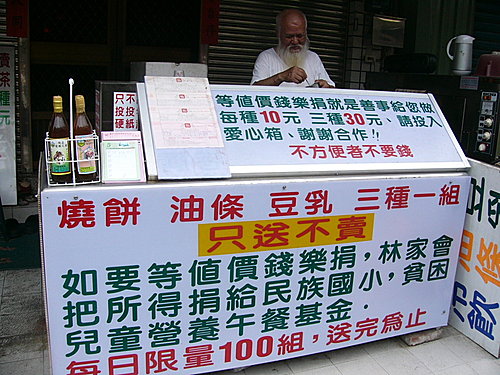 等值價錢樂捐就是善事給您做
每種10元 三種30元、請投入
愛心箱、謝謝合作!!
不方便者不要錢
只投硬
不投紙
燒餅 油條 豆乳 三種一組
只送不賣
如要等值價錢樂捐,林家會
把所得捐給民族國小,貧困
兒童營養午餐基金.
每日限量100組,送完為止
冷飲